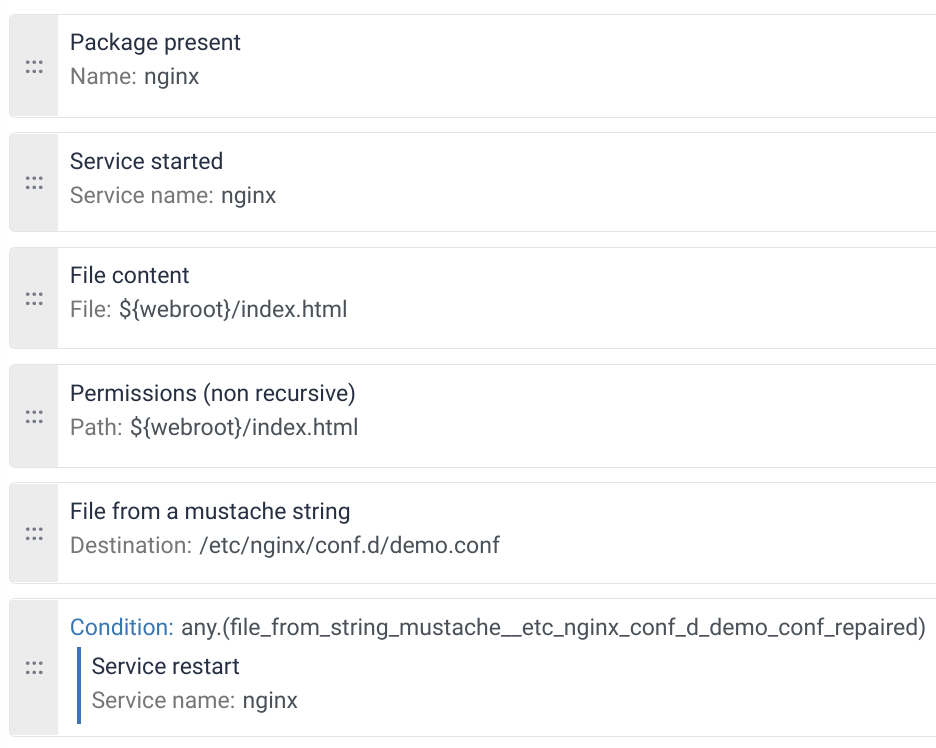 Package present
Name: nginx
Service started
Service name: nginx
File content
File: ${webroot}/index.html
Permissions (non recursive)
Path: ${webroot}/index.html
File from a mustache string
Destination: /etc/nginx/conf.d/demo.conf
Condition: any.(file_from_string_mustache__etc_nginx_conf_d_demo_conf_repaired)
Service restart
Service name: nginx